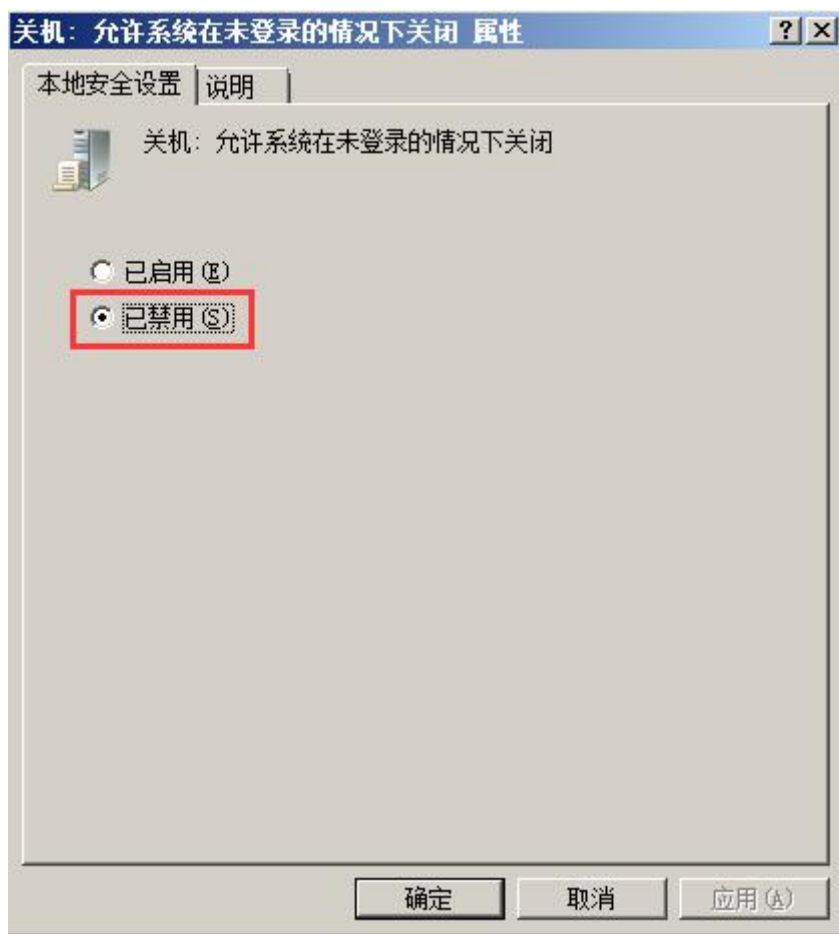 关机: 允许系统在未登录的情况下关闭 属性
本地安全设置 说明
关机: 允许系统在未登录的情况下关闭
已启用(E)
已禁用(S)
确定 取消 应用(A)